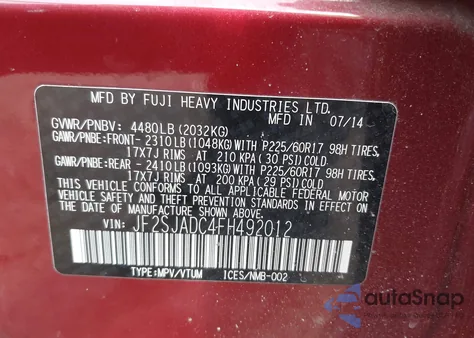 MFD BY FUJI HEAVY INDUSTRIES LTD. IN 07/14
GVWR/PNBV: 4480LB (2032KG)
GAWR/PNBE:FRONT- 2310LB (1048KG) WITH P225/60R17 98H TIRES,
17X7J RIMS AT 210 KPA ( 30 PSI) COLD
GAWR/PNBE:REAR - 2410LB (1093KG) WITH P225/60R17 98H TIRES,
17X7J RIMS AT 200 KPA ( 29 PSI) COLD
THIS VEHICLE CONFORMS TO ALL APPLICABLE FEDERAL MOTOR
VEHICLE SAFETY, BUMPER, AND THEFT PREVENTION STANDARDS IN
EFFECT ON THE DATE OF MANUFACTURE SHOWN ABOVE.
VIN: JF2SJADC4FH492012
TYPE:MPV/VTUM ICES/NMB-002
autoSnap